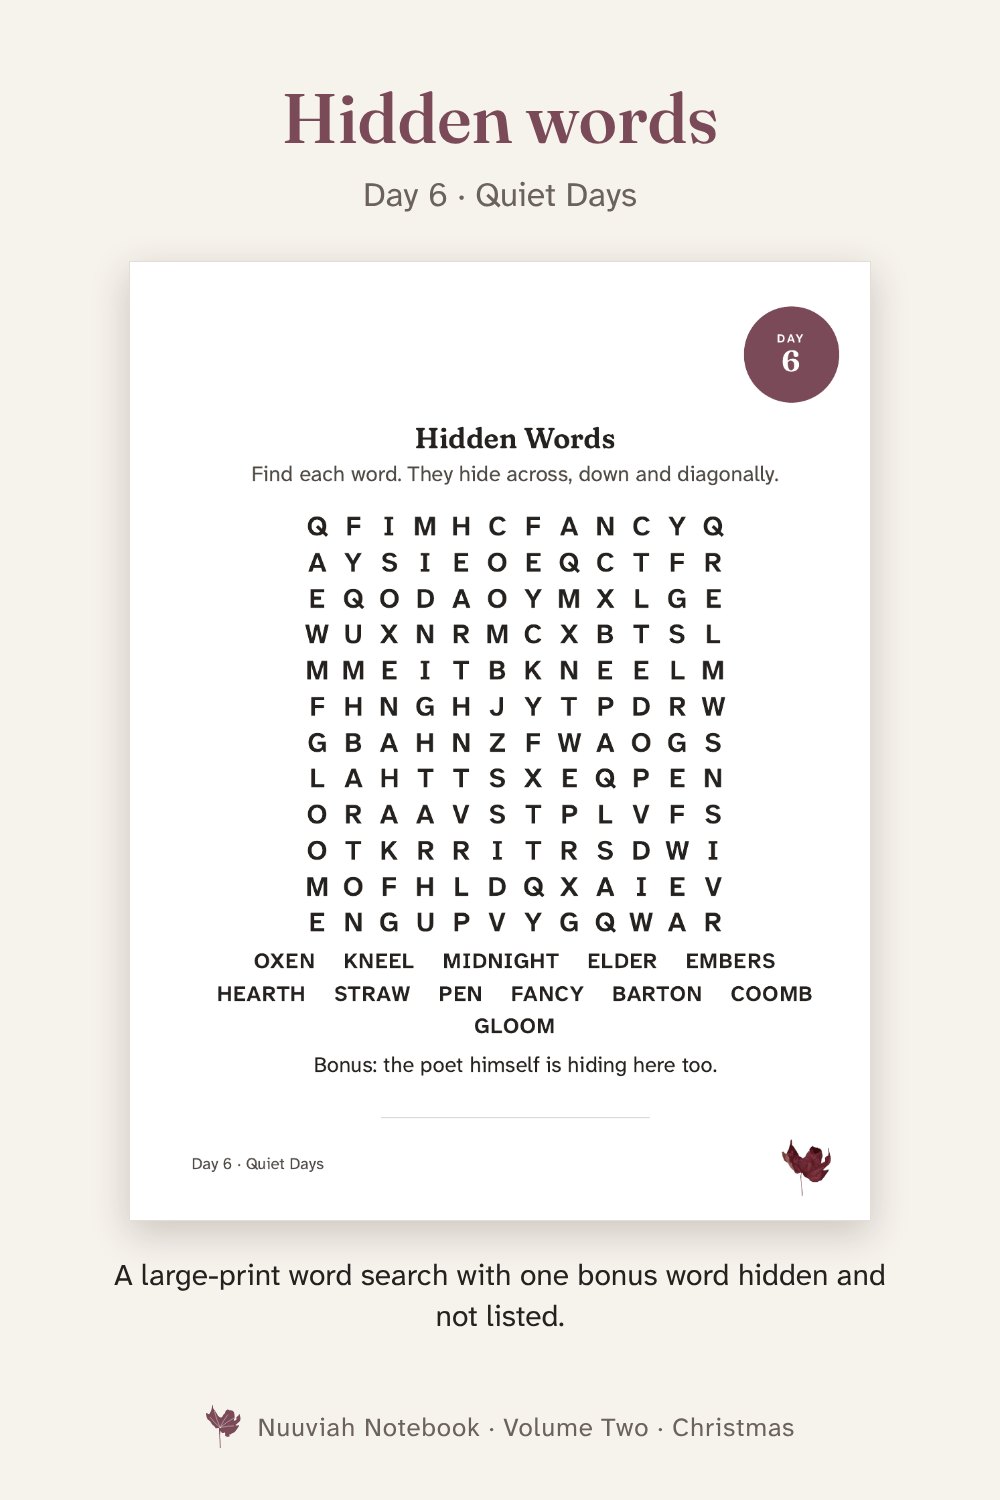 Hidden words
Day 6 · Quiet Days
DAY
6
Hidden Words
Find each word. They hide across, down and diagonally.
Q F I M H C F A N C Y Q
A Y S I E O E Q C T F R
E Q O D A O Y M X L G E
W U X N R M C X B T S L
M M E I T B K N E E L M
F H N G H J Y T P D R W
G B A H N Z F W A O G S
L A H T T S X E Q P E N
O R A A V S T P L V F S
O T K R R I T R S D W I
M O F H L D Q X A I E V
E N G U P V Y G Q W A R
OXEN KNEEL MIDNIGHT ELDER EMBERS
HEARTH STRAW PEN FANCY BARTON COOMB
GLOOM
Bonus: the poet himself is hiding here too.
Day 6 · Quiet Days
A large-print word search with one bonus word hidden and
not listed.
Nuuviah Notebook · Volume Two · Christmas